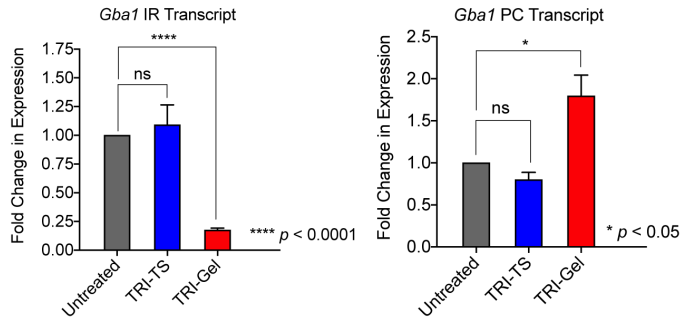 Gba1 IR Transcript
Fold Change in Expression
1.75
1.50
1.25
1.00
0.75
0.50
0.25
0.00
****
ns
**** p < 0.0001
Untreated
TRI-TS
TRI-Gel
Gba1 PC Transcript
Fold Change in Expression
2.5
2.0
1.5
1.0
0.5
0.0
*
ns
* p < 0.05
Untreated
TRI-TS
TRI-Gel